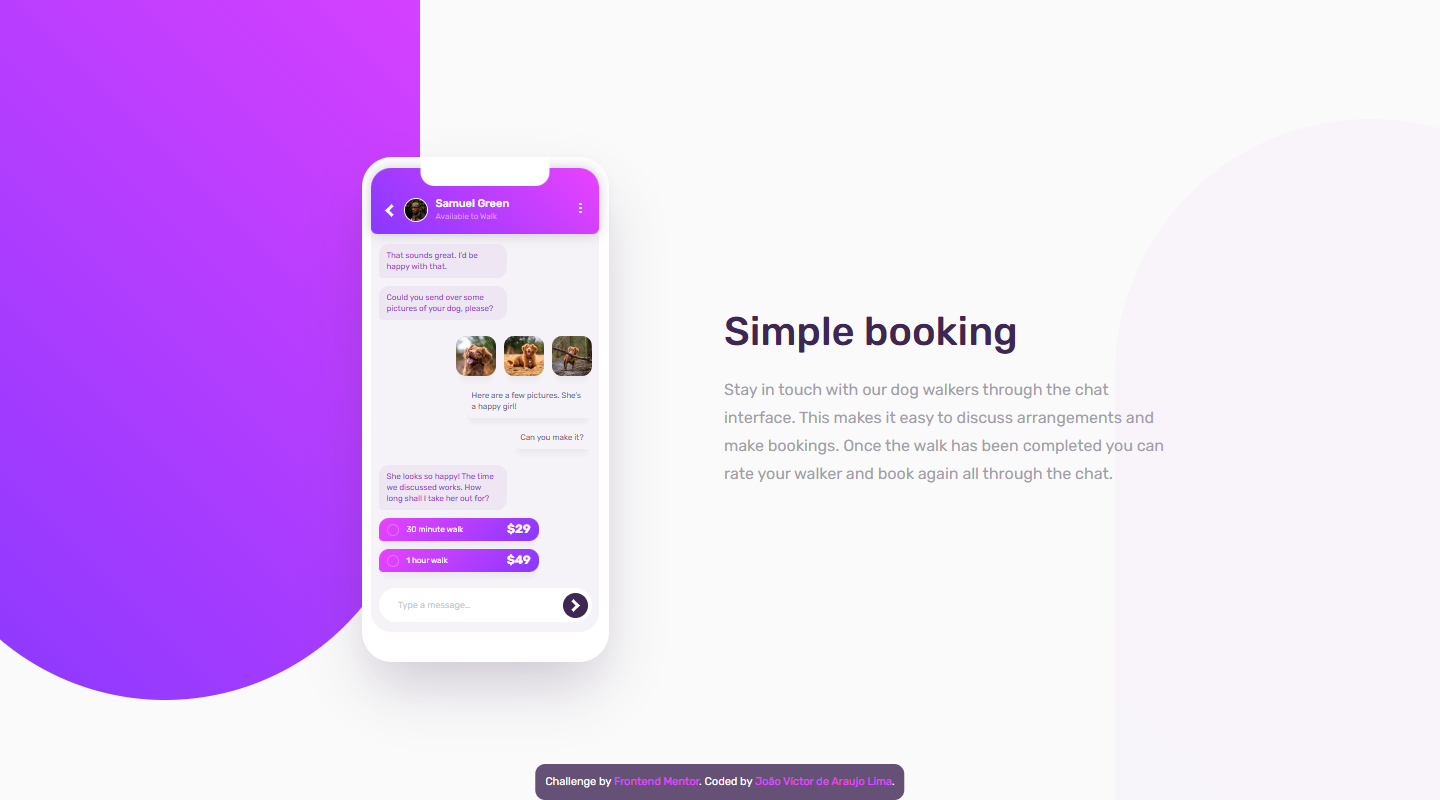 Samuel Green
Available to Walk
That sounds great. I'd be
happy with that.
Could you send over some
pictures of your dog, please?
Here are a few pictures. She's
a happy girl!
Can you make it?
She looks so happy! The time
we discussed works. How
long shall I take her out for?
30 minute walk $29
1 hour walk $49
Type a message…
Simple booking
Stay in touch with our dog walkers through the chat
interface. This makes it easy to discuss arrangements and
make bookings. Once the walk has been completed you can
rate your walker and book again all through the chat.
Challenge by Frontend Mentor. Coded by João Víctor de Araujo Lima.